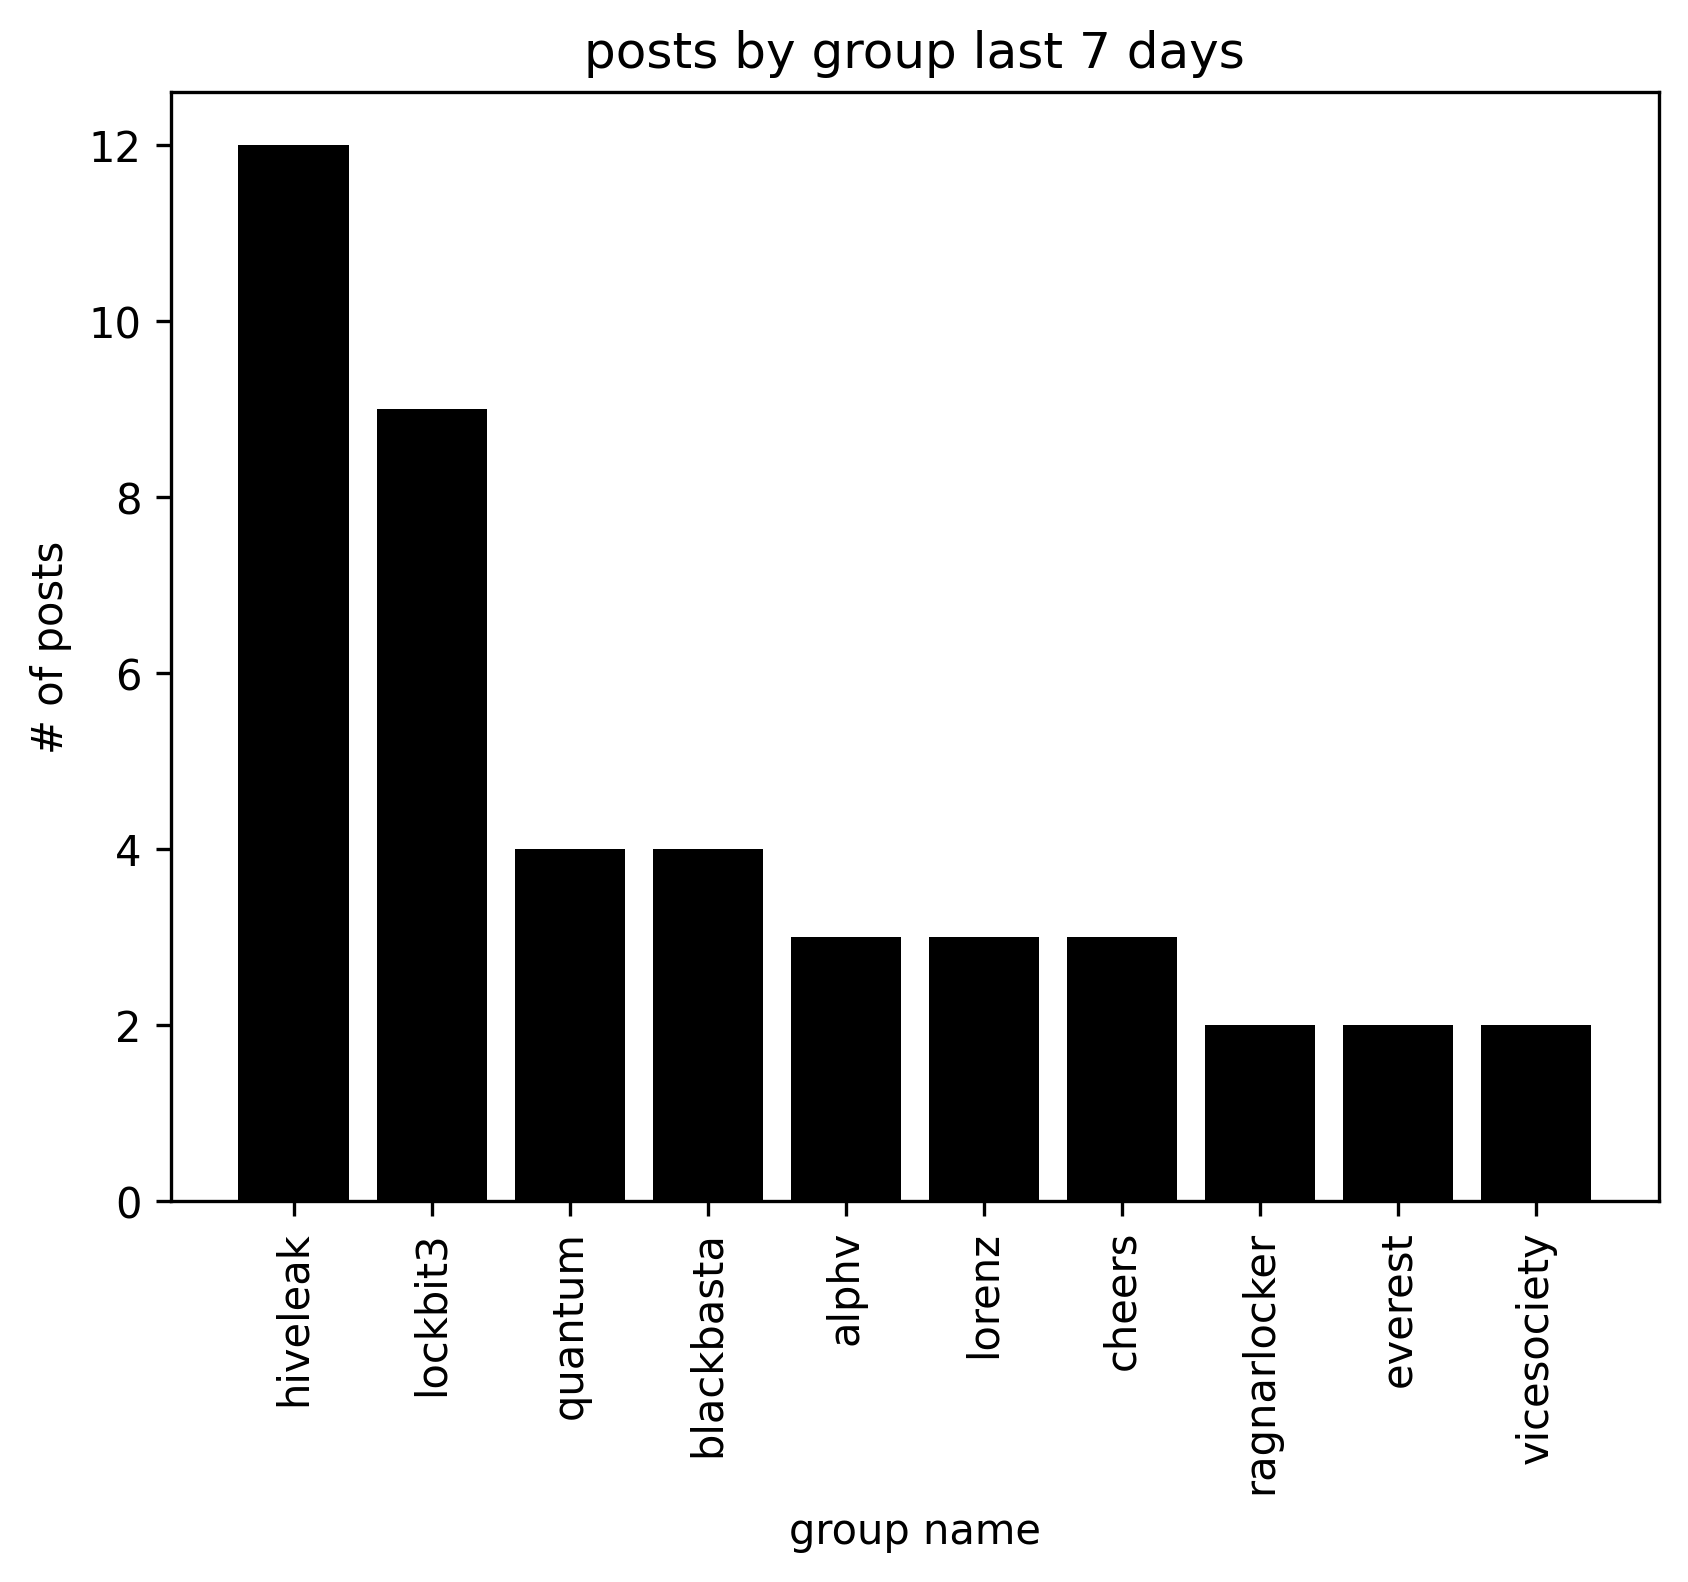 posts by group last 7 days
12
10
8
6
4
2
0
# of posts
hiveleak
lockbit3
quantum
blackbasta
alphv
lorenz
cheers
ragnarlocker
everest
vicesociety
group name